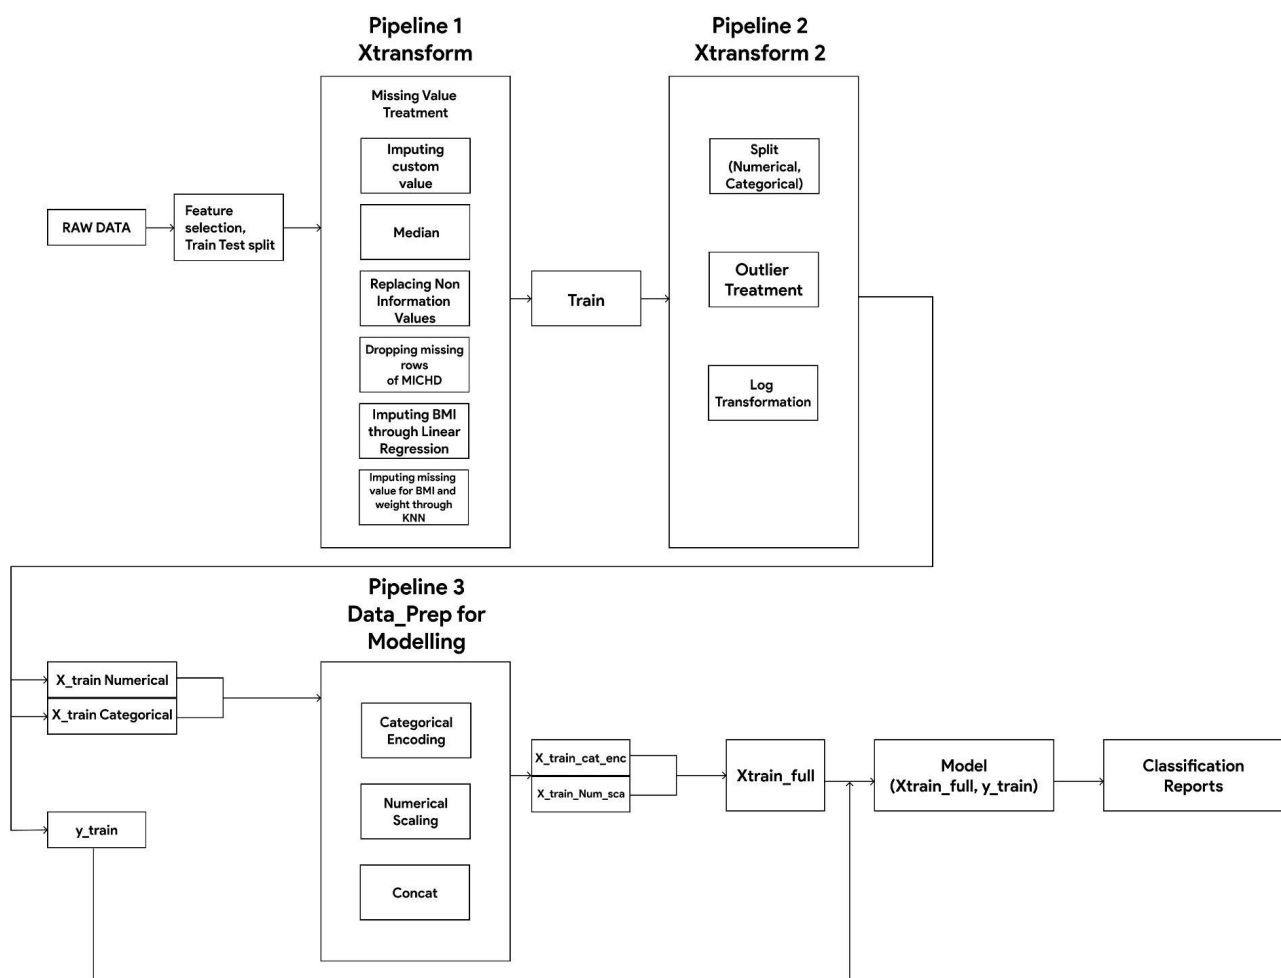 Pipeline 1
Xtransform
Pipeline 2
Xtransform 2
Missing Value
Treatment
Imputing
custom
value
Split
(Numerical,
Categorical)
RAW DATA
Feature
selection,
Train Test split
Median
Replacing Non
Information
Values
Train
Outlier
Treatment
Dropping missing
rows
of MICHD
Log
Transformation
Imputing BMI
through Linear
Regression
Imputing missing
value for BMI and
weight through
KNN
Pipeline 3
Data_Prep for
Modelling
X_train Numerical
X_train Categorical
y_train
Categorical
Encoding
Numerical
Scaling
Concat
X_train_cat_enc
X_train_Num_sca
Xtrain_full
Model
(Xtrain_full, y_train)
Classification
Reports